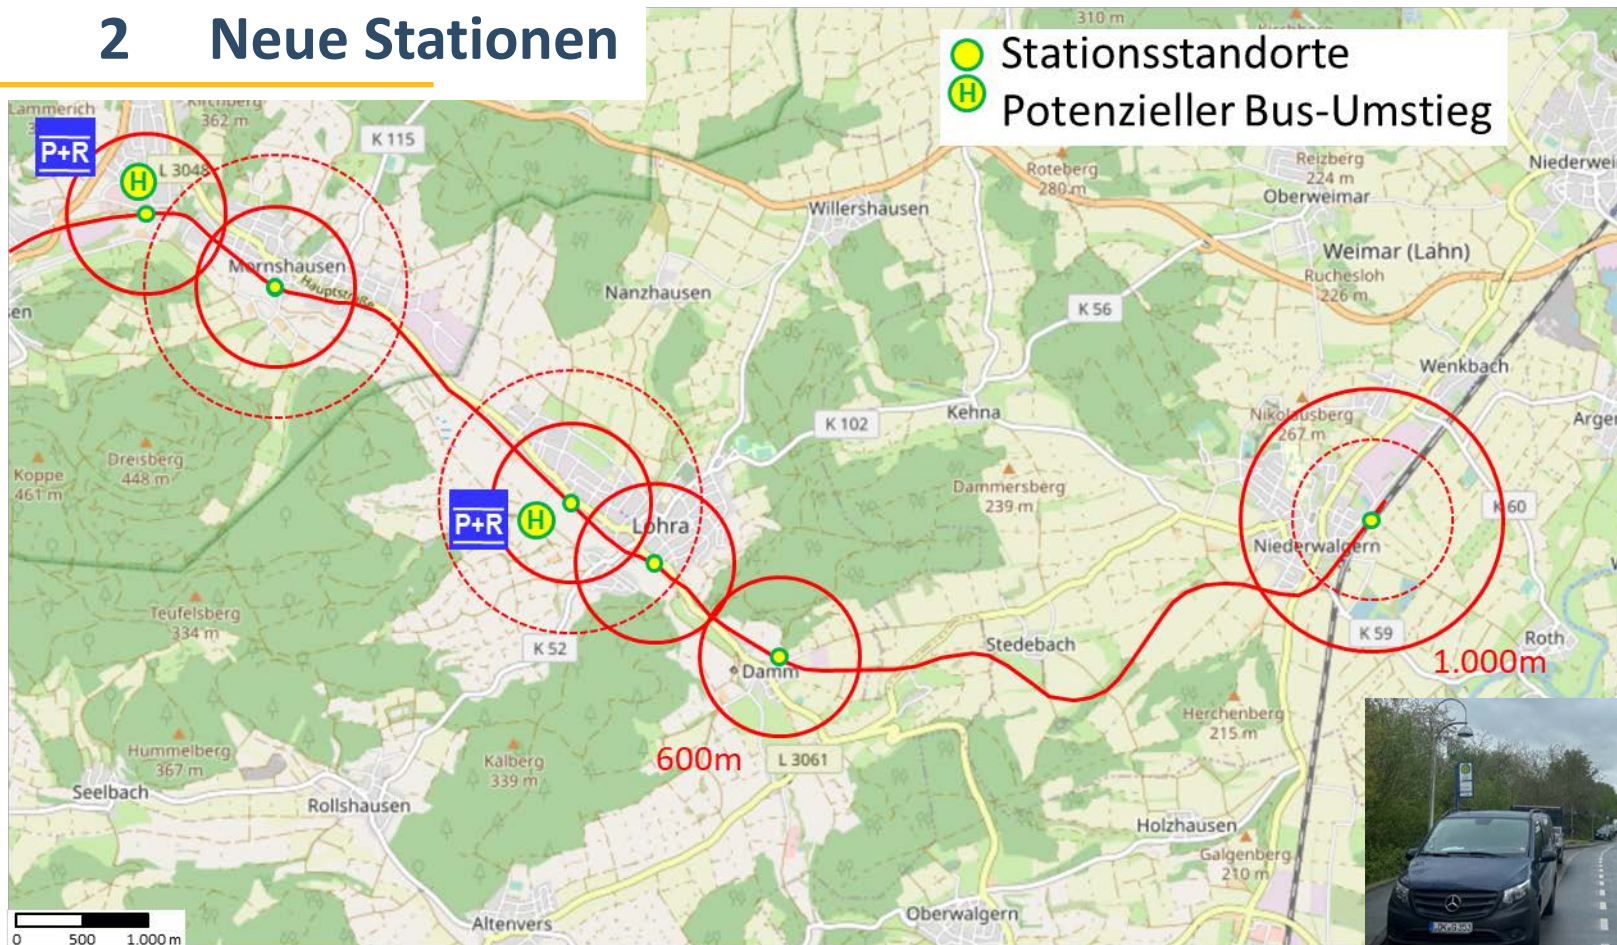 2 Neue Stationen
Stationsstandorte
H Potenzieller Bus-Umstieg
310 m
Lammerich
Kirchberg
362 m
P+R
H
L 3048
K 115
Mornshausen
Hauptstraße
Nanzhausen
Willershausen
Roteberg
280 m
Reizberg
224 m
Oberweimar
Niederwei
Weimar (Lahn)
Ruchesloh
226 m
K 56
Wenkbach
Kehna
K 102
Nikolausberg
267 m
Arge
Dreisberg
448 m
Koppe
461 m
Dammersberg
239 m
K 60
P+R
H
Lohra
Niederwalgern
Teufelsberg
334 m
K 52
Stedebach
K 59
Roth
1.000m
Damm
600m
L 3061
Herchenberg
215 m
Hummelberg
367 m
Kalberg
339 m
Seelbach
Rollshausen
Holzhausen
Galgenberg
210 m
Altenvers
Oberwalgern
0 500 1.000 m